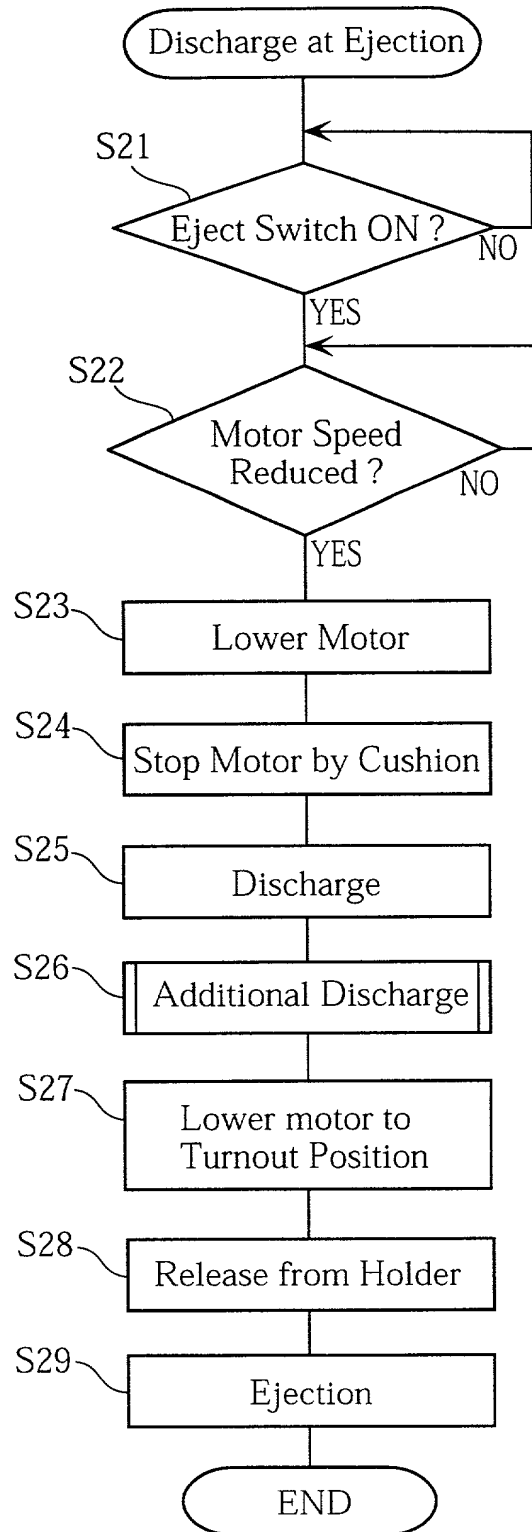 Discharge at Ejection
S21
Eject Switch ON ?
NO
YES
S22
Motor Speed
Reduced ?
NO
YES
S23
Lower Motor
S24
Stop Motor by Cushion
S25
Discharge
S26
Additional Discharge
S27
Lower motor to
Turnout Position
S28
Release from Holder
S29
Ejection
END